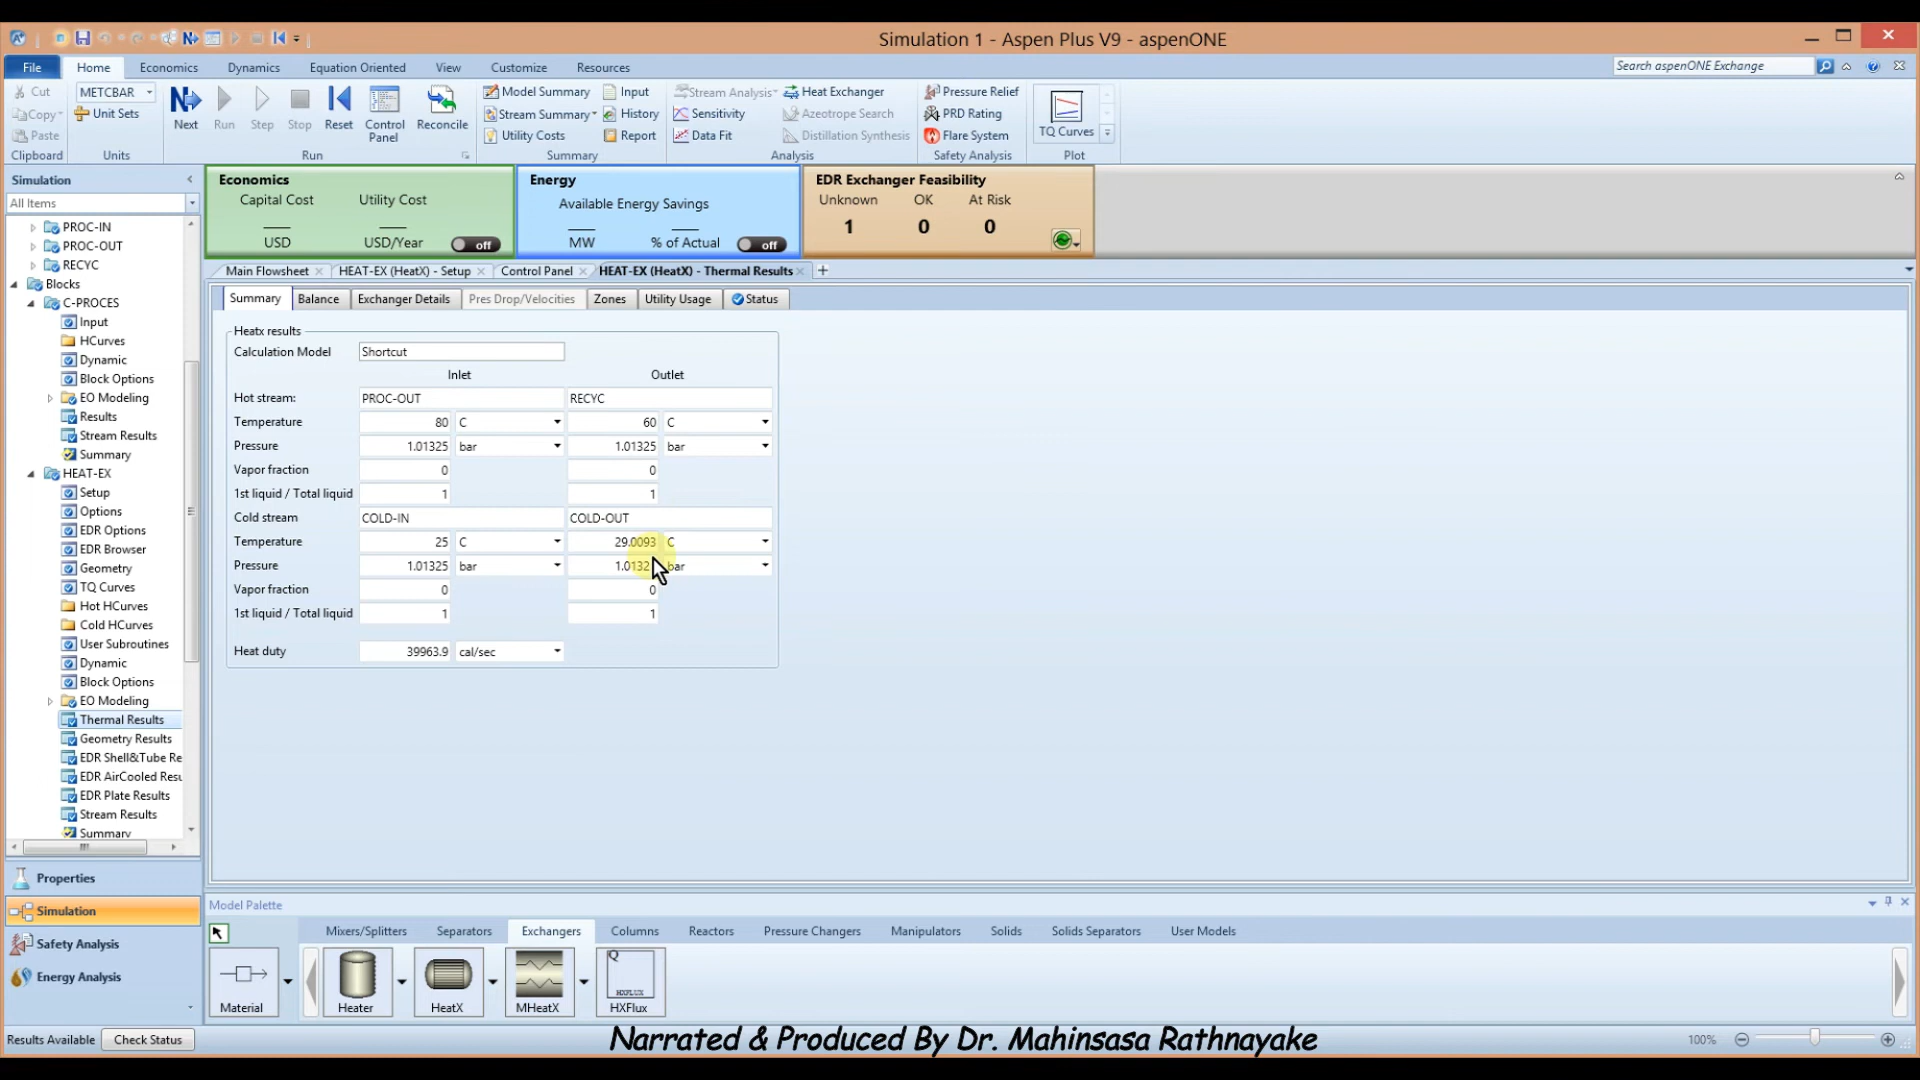 Simulation 1 - Aspen Plus V9 - aspenONE
File Home Economics Dynamics Equation Oriented View Customize Resources Search aspenONE Exchange
Cut METCBAR Model Summary Input Stream Analysis Heat Exchanger Pressure Relief
Copy Unit Sets Next Run Step Stop Reset Control Panel Reconcile Stream Summary History Sensitivity Azeotrope Search PRD Rating
Paste Utility Costs Report Data Fit Distillation Synthesis Flare System TQ Curves
Clipboard Units Run Summary Analysis Safety Analysis Plot
Simulation
All Items
PROC-IN
PROC-OUT
RECYC
Blocks
C-PROCES
Input
HCurves
Dynamic
Block Options
EO Modeling
Results
Stream Results
Summary
HEAT-EX
Setup
Options
EDR Options
EDR Browser
Geometry
TQ Curves
Hot HCurves
Cold HCurves
User Subroutines
Dynamic
Block Options
EO Modeling
Thermal Results
Geometry Results
EDR Shell&Tube Re
EDR AirCooled Resu
EDR Plate Results
Stream Results
Summary
Properties
Simulation
Safety Analysis
Energy Analysis
Economics
Capital Cost Utility Cost
USD USD/Year off
Energy
Available Energy Savings
MW % of Actual off
EDR Exchanger Feasibility
Unknown OK At Risk
1 0 0
Main Flowsheet HEAT-EX (HeatX) - Setup Control Panel HEAT-EX (HeatX) - Thermal Results
Summary Balance Exchanger Details Pres Drop/Velocities Zones Utility Usage Status
Heatx results
Calculation Model Shortcut
Inlet Outlet
Hot stream: PROC-OUT RECYC
Temperature 80 C 60 C
Pressure 1.01325 bar 1.01325 bar
Vapor fraction 0 0
1st liquid / Total liquid 1 1
Cold stream COLD-IN COLD-OUT
Temperature 25 C 29.0093 C
Pressure 1.01325 bar bar
Vapor fraction 0 0
1st liquid / Total liquid 1 1
Heat duty 39963.9 cal/sec
Model Palette
Mixers/Splitters Separators Exchangers Columns Reactors Pressure Changers Manipulators Solids Solids Separators User Models
Q
HXFLUX
Material Heater HeatX MHeatX HXFlux
Results Available Check Status 100%
Narrated & Produced By Dr. Mahinsasa Rathnayake